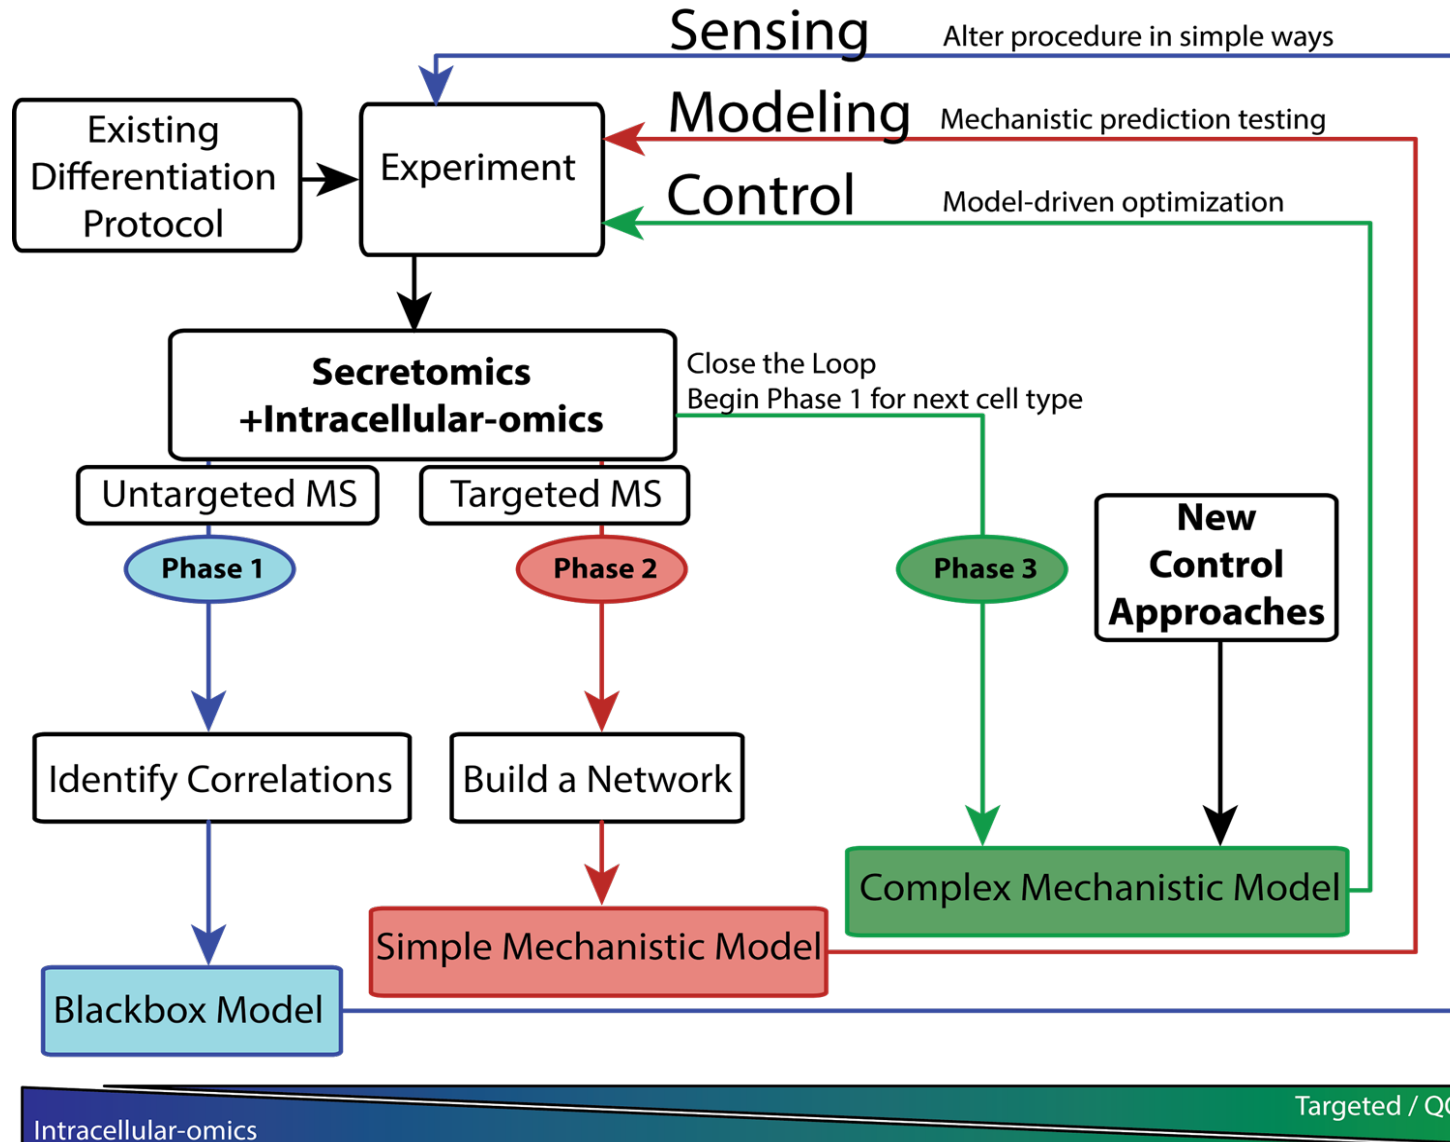 Sensing
Alter procedure in simple ways
Modeling
Mechanistic prediction testing
Control
Model-driven optimization
Existing
Differentiation
Protocol
Experiment
Secretomics
+Intracellular-omics
Close the Loop
Begin Phase 1 for next cell type
Untargeted MS
Targeted MS
Phase 1
Phase 2
Phase 3
New
Control
Approaches
Identify Correlations
Build a Network
Complex Mechanistic Model
Simple Mechanistic Model
Blackbox Model
Targeted / QC
Intracellular-omics